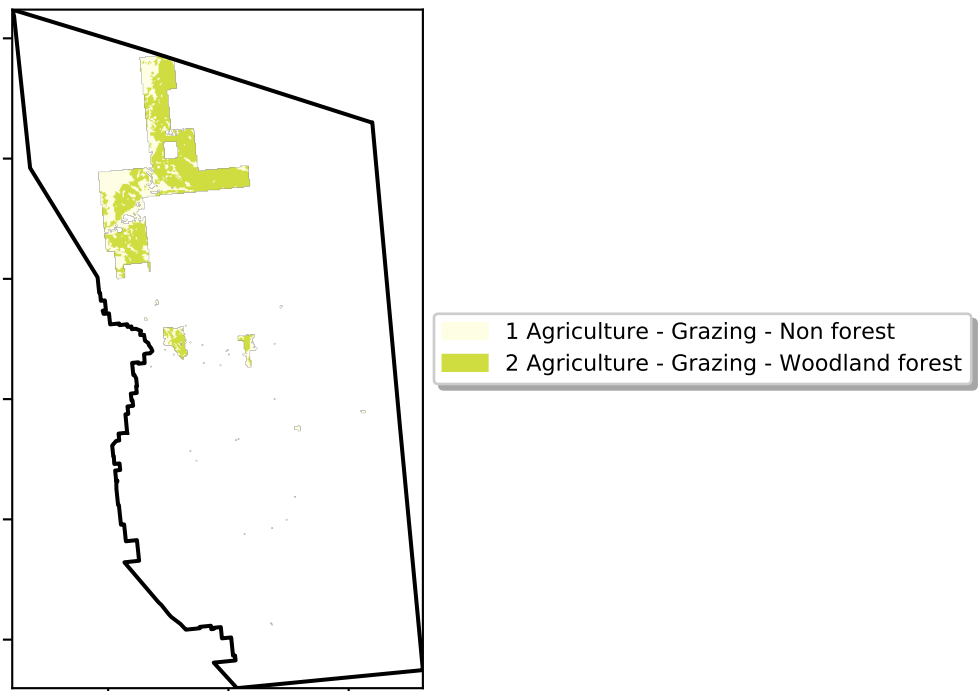 1 Agriculture - Grazing - Non forest
2 Agriculture - Grazing - Woodland forest